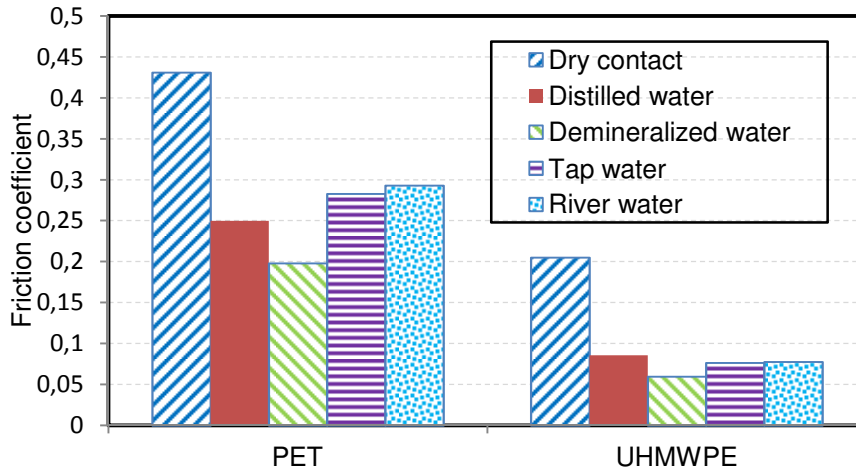 Friction coefficient
0,5
0,45
0,4
0,35
0,3
0,25
0,2
0,15
0,1
0,05
0
Dry contact
Distilled water
Demineralized water
Tap water
River water
PET
UHMWPE